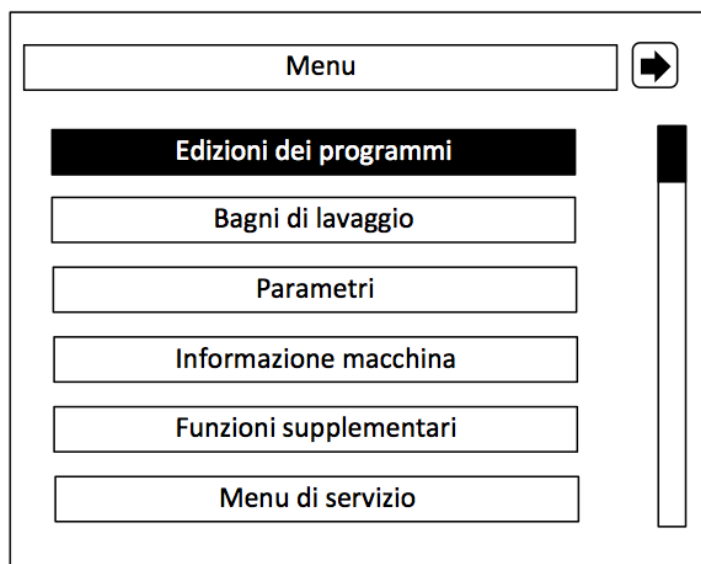 Menu
Edizioni dei programmi
Bagni di lavaggio
Parametri
Informazione macchina
Funzioni supplementari
Menu di servizio